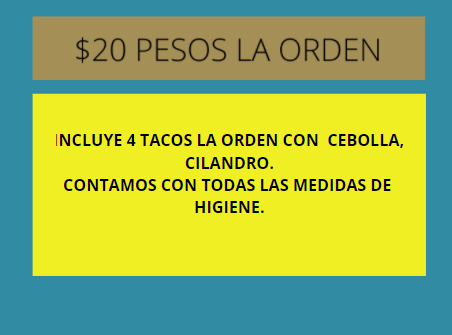 $20 PESOS LA ORDEN
INCLUYE 4 TACOS LA ORDEN CON  CEBOLLA,
CILANDRO.
CONTAMOS CON TODAS LAS MEDIDAS DE
HIGIENE.